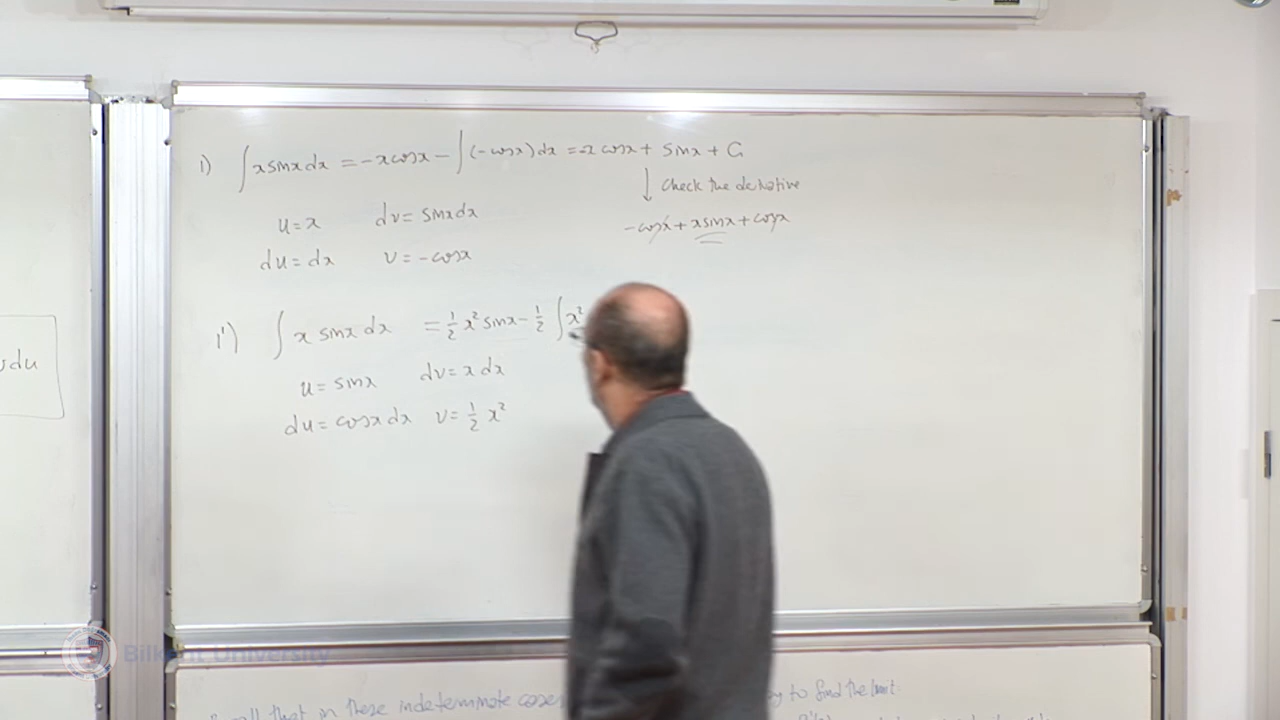 1) ∫ x sinx dx = -x cosx - ∫ (-cosx) dx = -x cosx + sinx + C
↓ check the derivative
u = x dv = sinx dx
-cosx + x sinx + cosx
du = dx v = -cosx
1') ∫ x sinx dx = 1/2 x² sinx - 1/2 ∫ x²
u = sinx dv = x dx
du = cosx dx v = 1/2 x²
du
Bilkent University
that in these indeterminate cases to find the limit.